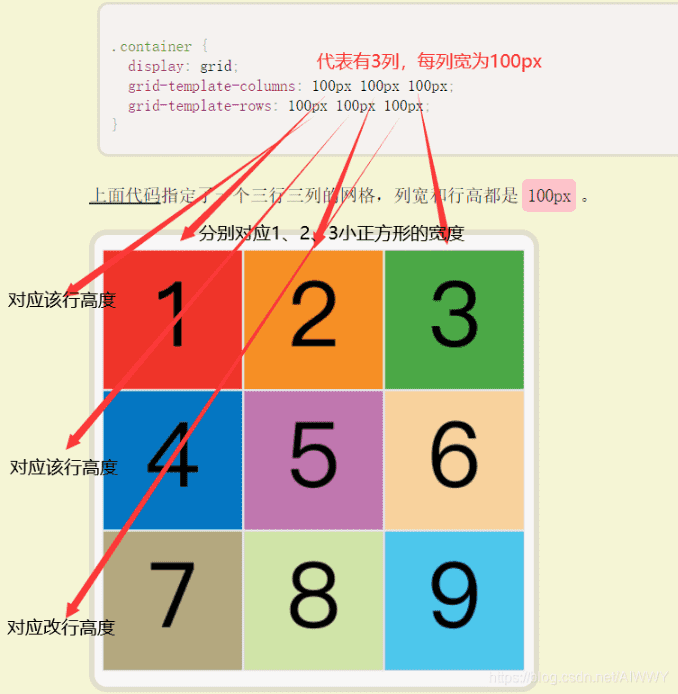 .container {
display: grid;
代表有3列，每列宽为100px
grid-template-columns: 100px 100px 100px;
grid-template-rows: 100px 100px 100px;
}
上面代码指定了一个三行三列的网格，列宽和行高都是 100px 。
分别对应1、2、3小正方形的宽度
1 2 3
对应该行高度
4 5 6
对应该行高度
7 8 9
对应改行高度
https://blog.csdn.net/AIWWY